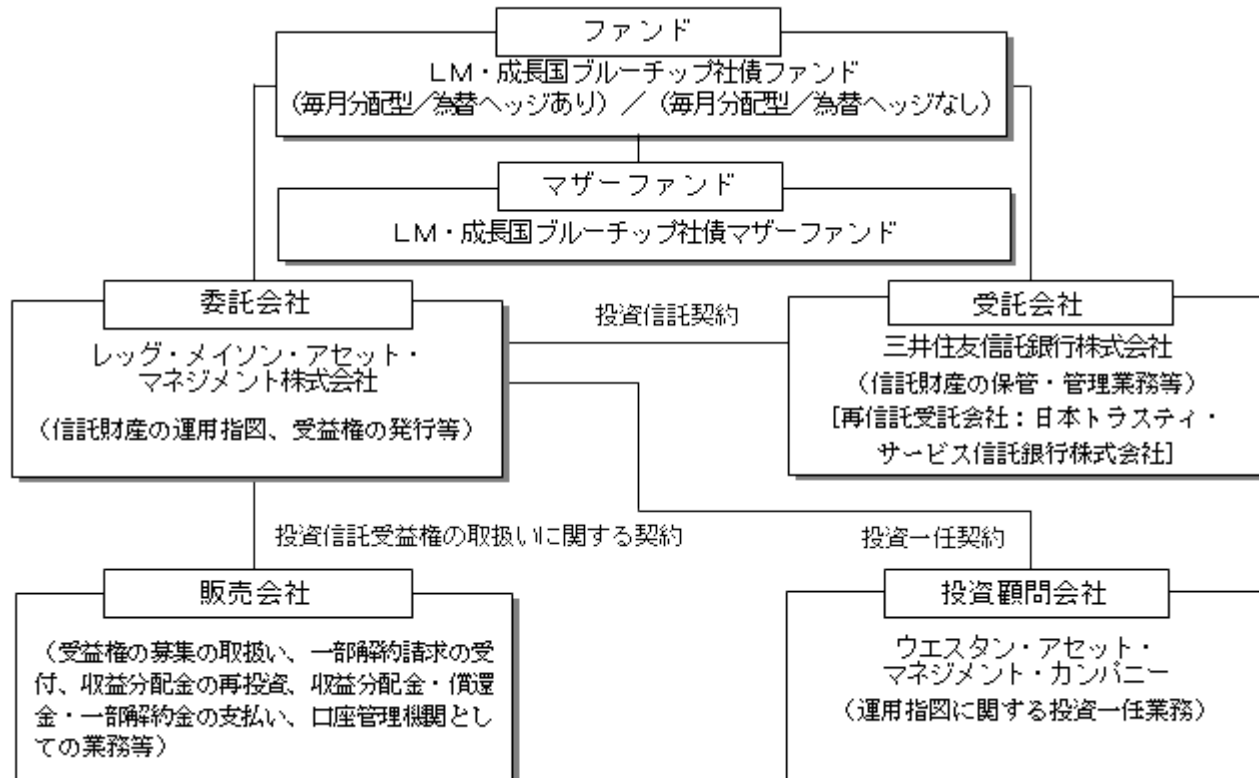 ファンド
LM・成長国ブルーチップ社債ファンド
(毎月分配型/為替ヘッジあり)/(毎月分配型/為替ヘッジなし)
マザーファンド
LM・成長国ブルーチップ社債マザーファンド
委託会社
レッグ・メイソン・アセット・
マネジメント株式会社
(信託財産の運用指図、受益権の発行等)
投資信託契約
受託会社
三井住友信託銀行株式会社
(信託財産の保管・管理業務等)
[再信託受託会社:日本トラスティ・
サービス信託銀行株式会社]
投資信託受益権の取扱いに関する契約
投資一任契約
販売会社
(受益権の募集の取扱い、一部解約請求の受
付、収益分配金の再投資、収益分配金・償還
金・一部解約金の支払い、口座管理機関とし
ての業務等)
投資顧問会社
ウエスタン・アセット・
マネジメント・カンパニー
(運用指図に関する投資一任業務)